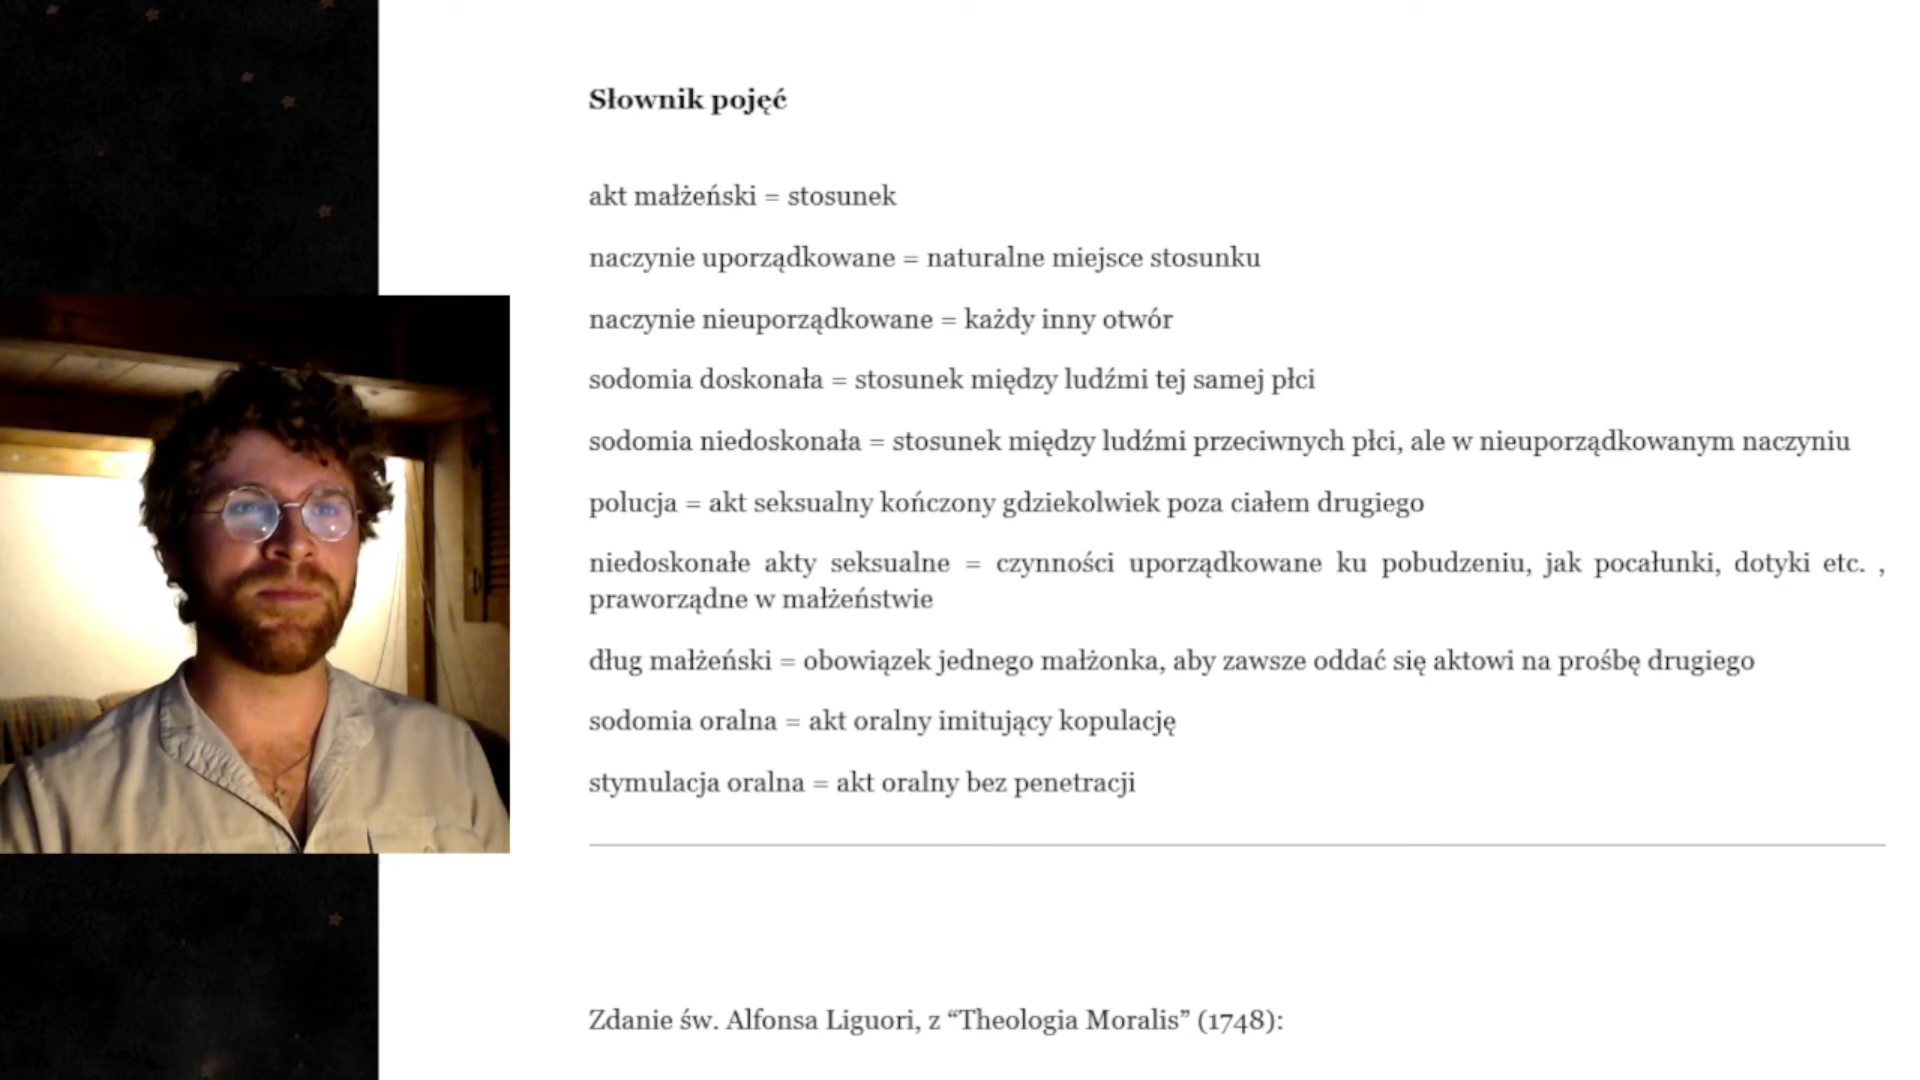 Słownik pojęć
akt małżeński = stosunek
naczynie uporządkowane = naturalne miejsce stosunku
naczynie nieuporządkowane = każdy inny otwór
sodomia doskonała = stosunek między ludźmi tej samej płci
sodomia niedoskonała = stosunek między ludźmi przeciwnych płci, ale w nieuporządkowanym naczyniu
polucja = akt seksualny kończony gdziekolwiek poza ciałem drugiego
niedoskonałe akty seksualne = czynności uporządkowane ku pobudzeniu, jak pocałunki, dotyki etc. ,
praworządne w małżeństwie
dług małżeński = obowiązek jednego małżonka, aby zawsze oddać się aktowi na prośbę drugiego
sodomia oralna = akt oralny imitujący kopulację
stymulacja oralna = akt oralny bez penetracji
Zdanie św. Alfonsa Liguori, z “Theologia Moralis” (1748):